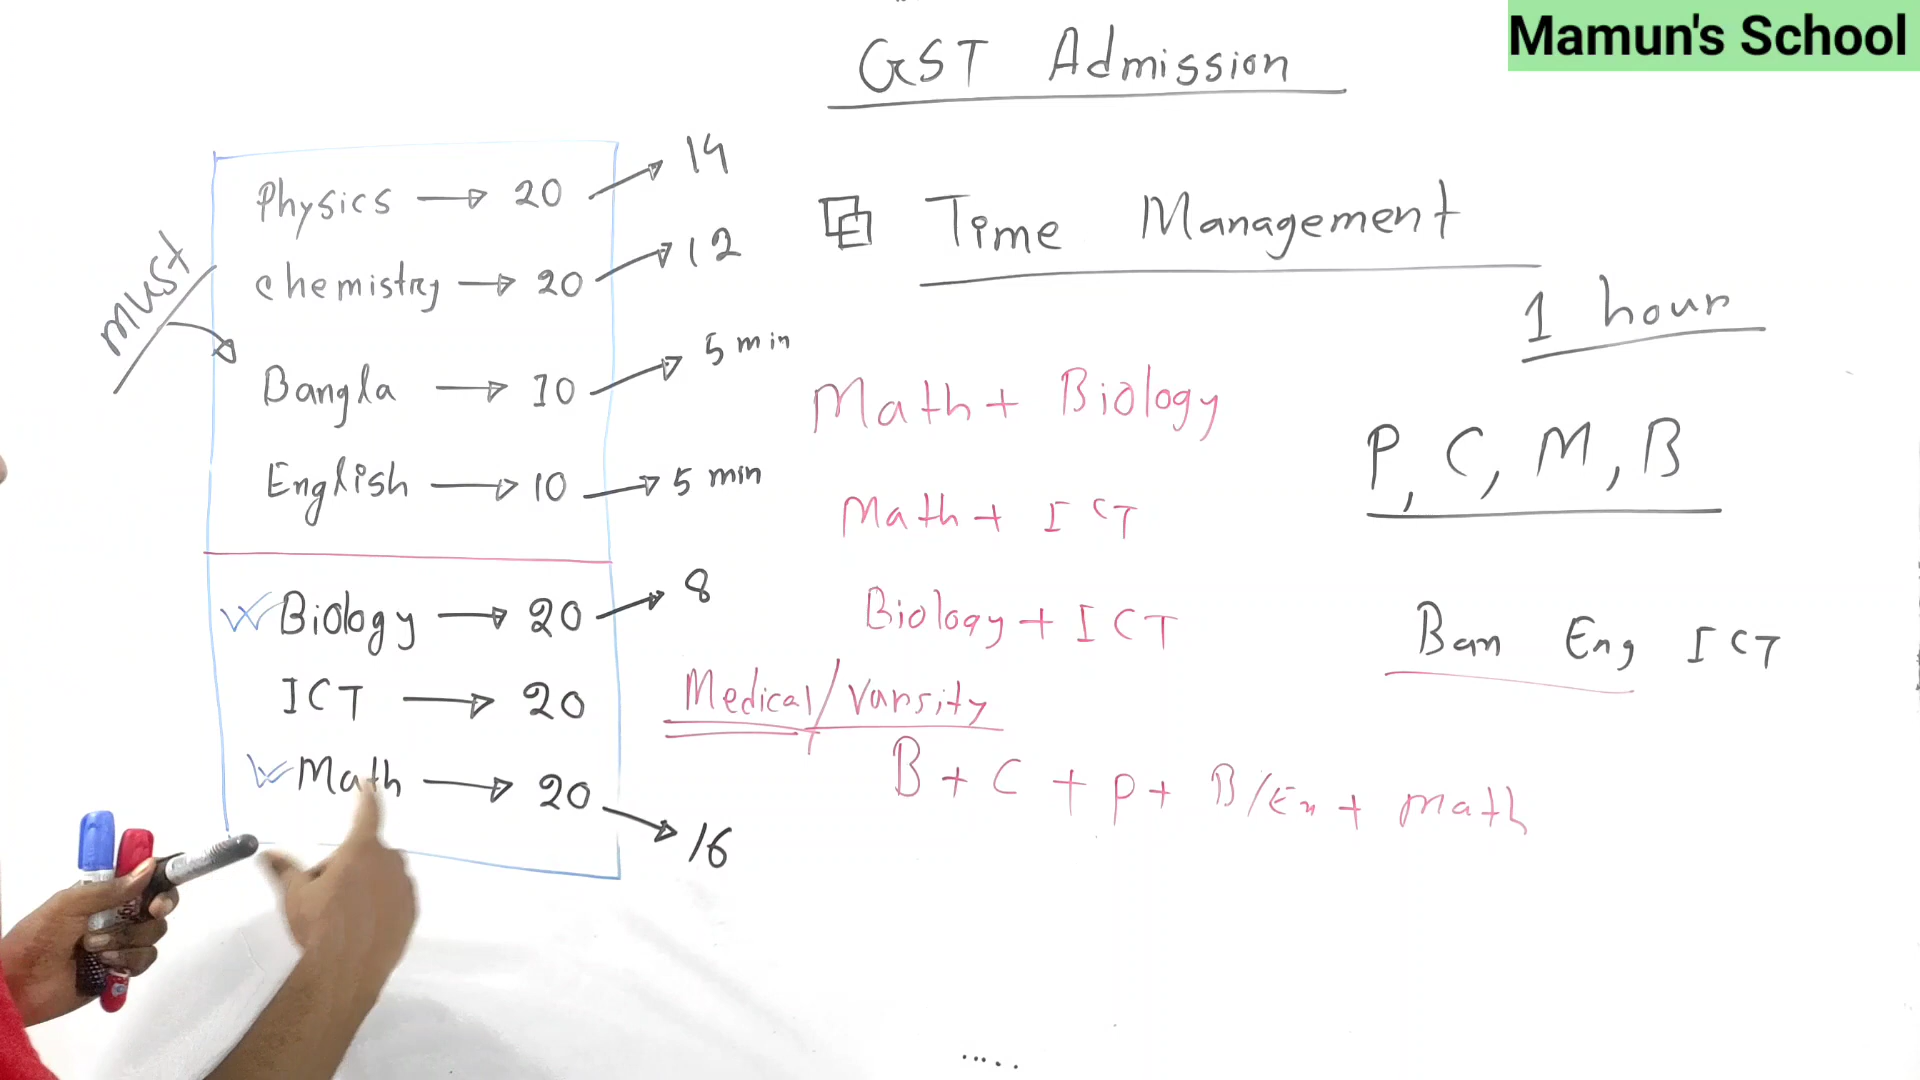 Mamun's School
GST Admission
Time Management
1 hour
must
Physics → 20 → 14
Chemistry → 20 → 12
Bangla → 10 → 5 min
English → 10 → 5 min
Biology → 20 → 8
ICT → 20
Math → 20 → 16
Math + Biology
Math + ICT
Biology + ICT
Medical/Varsity
B + C + P + B/En + Math
P, C, M, B
Ban Eng ICT